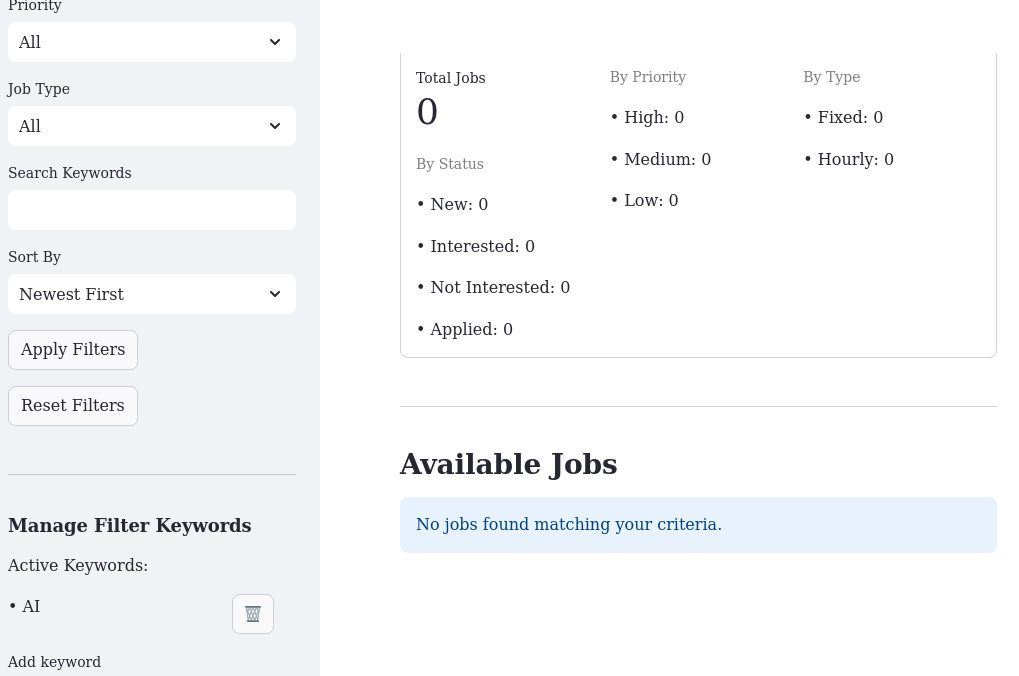 Priority
All
Job Type
All
Search Keywords
Sort By
Newest First
Apply Filters
Reset Filters
Manage Filter Keywords
Active Keywords:
• AI
Add keyword
Total Jobs
0
By Status
• New: 0
• Interested: 0
• Not Interested: 0
• Applied: 0
By Priority
• High: 0
• Medium: 0
• Low: 0
By Type
• Fixed: 0
• Hourly: 0
Available Jobs
No jobs found matching your criteria.